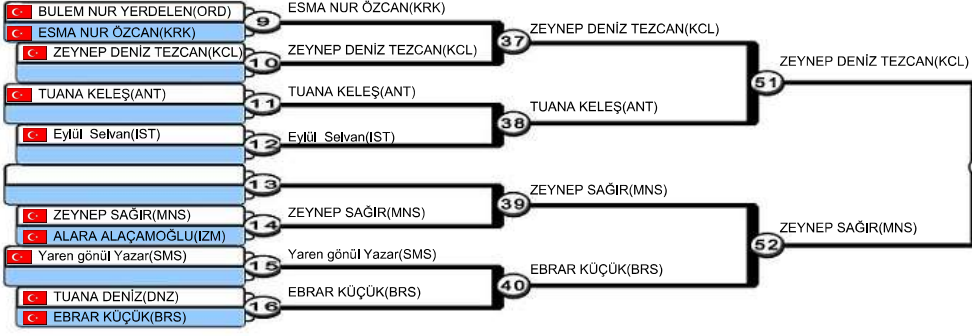 BULEM NUR YERDELEN(ORD)
ESMA NUR ÖZCAN(KRK)
9
ESMA NUR ÖZCAN(KRK)
ZEYNEP DENİZ TEZCAN(KCL)
10
ZEYNEP DENİZ TEZCAN(KCL)
37
ZEYNEP DENİZ TEZCAN(KCL)
TUANA KELEŞ(ANT)
11
TUANA KELEŞ(ANT)
Eylül Selvan(IST)
12
Eylül Selvan(IST)
38
TUANA KELEŞ(ANT)
51
ZEYNEP DENİZ TEZCAN(KCL)
13
ZEYNEP SAĞIR(MNS)
ALARA ALAÇAMOĞLU(IZM)
14
ZEYNEP SAĞIR(MNS)
39
ZEYNEP SAĞIR(MNS)
Yaren gönül Yazar(SMS)
15
Yaren gönül Yazar(SMS)
TUANA DENİZ(DNZ)
EBRAR KÜÇÜK(BRS)
16
EBRAR KÜÇÜK(BRS)
40
EBRAR KÜÇÜK(BRS)
52
ZEYNEP SAĞIR(MNS)